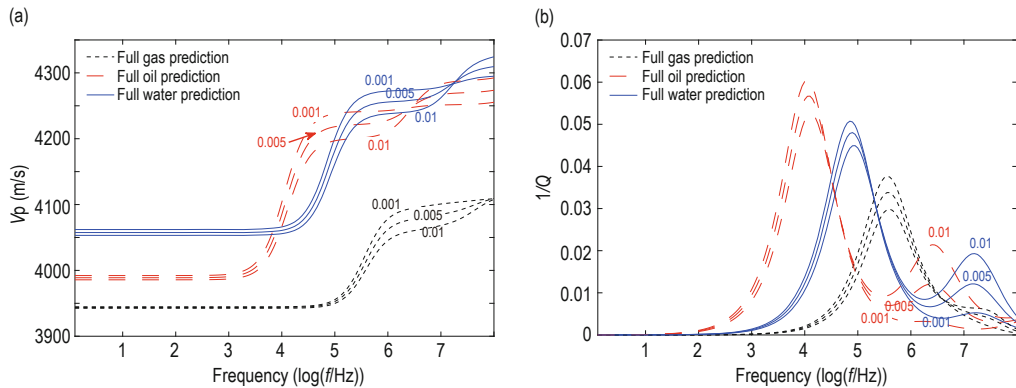 (a)
Full gas prediction
Full oil prediction
Full water prediction
4300
4200
4100
4000
3900
Vp (m/s)
0.001
0.001
0.005
0.01
0.005
0.01
0.001
0.005
0.01
1 2 3 4 5 6 7
Frequency (log(f/Hz))
(b)
Full gas prediction
Full oil prediction
Full water prediction
0.07
0.06
0.05
0.04
0.03
0.02
0.01
0
1/Q
0.01
0.01
0.005
0.005
0.001
0.001
1 2 3 4 5 6 7
Frequency (log(f/Hz))